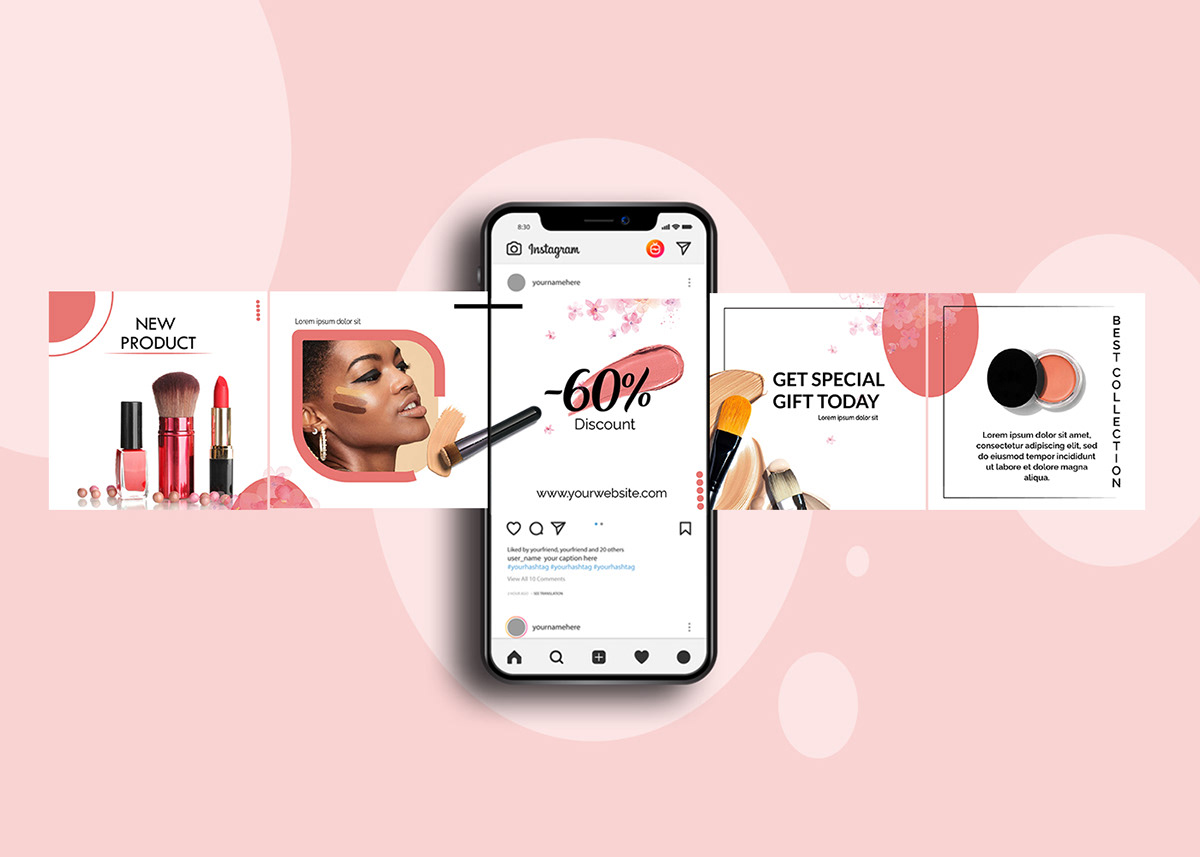 NEW
PRODUCT
Lorem ipsum dolor sit
8:30
Instagram
yournamehere
-60%
Discount
www.yourwebsite.com
Liked by yourfriend, yourfriend and 20 others
user_name your caption here
#yourhashtag #yourhashtag #yourhashtag
View All 10 Comments
SEE TRANSLATION
yournamehere
GET SPECIAL
GIFT TODAY
Lorem ipsum dolor sit
BEST COLLECTION
Lorem ipsum dolor sit amet,
consectetur adipiscing elit, sed
do eiusmod tempor incididunt
ut labore et dolore magna
aliqua.